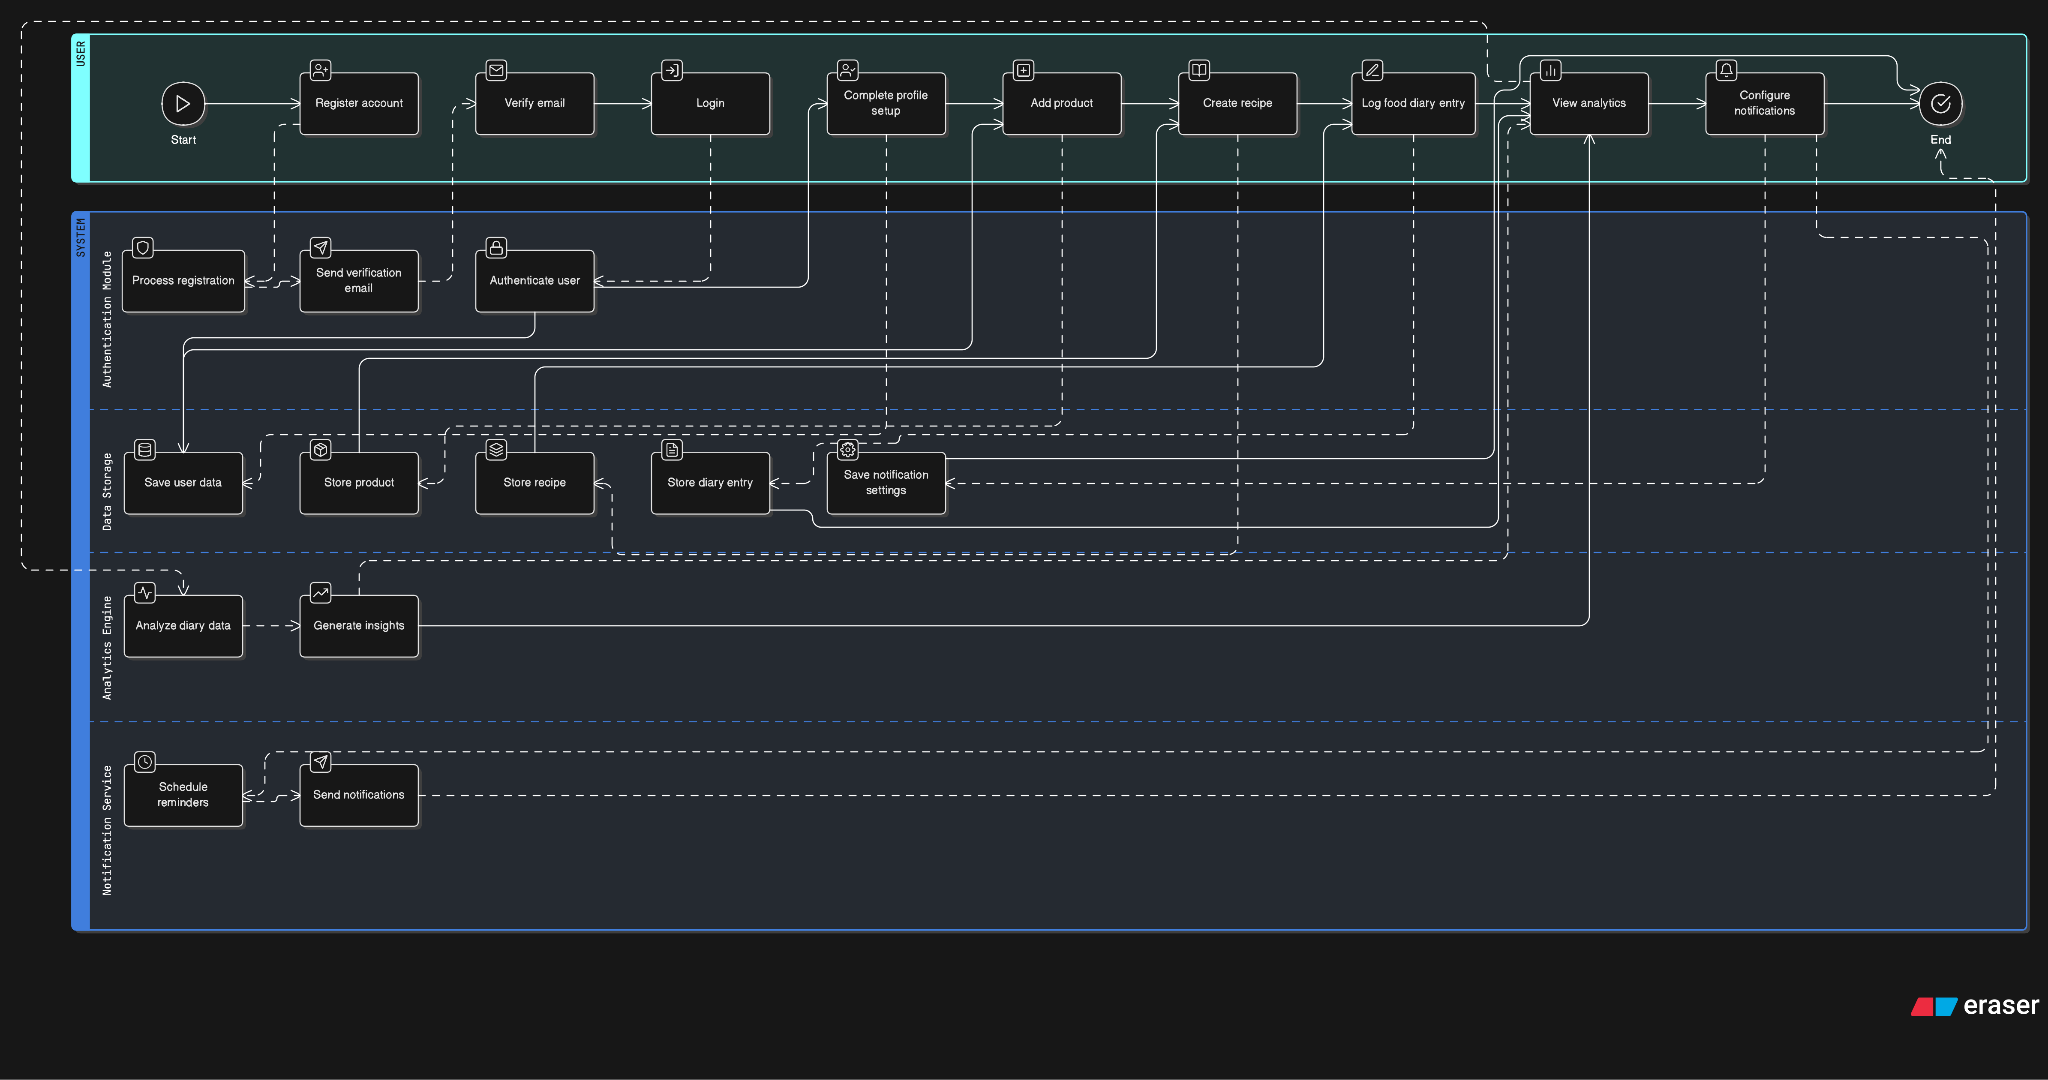 USER
Start
Register account
Verify email
Login
Complete profile
setup
Add product
Create recipe
Log food diary entry
View analytics
Configure
notifications
End
SYSTEM
Authentication Module
Process registration
Send verification
email
Authenticate user
Data Storage
Save user data
Store product
Store recipe
Store diary entry
Save notification
settings
Analytics Engine
Analyze diary data
Generate insights
Notification Service
Schedule
reminders
Send notifications
eraser